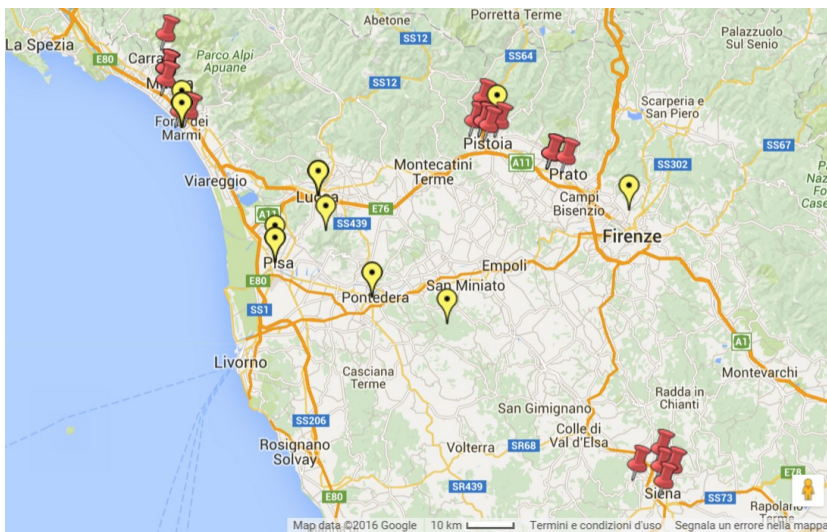 Abetone
Porretta Terme
Palazzuolo
Sul Senio
La Spezia
SS12
E80
Carrara
Parco Alpi
Apuane
SS64
SS12
Scarperia e
San Piero
Forte dei
Marmi
Pistoia
SS67
Montecatini
Terme
A11
Prato
SS302
Viareggio
Lucca
E76
Campi
Bisenzio
A11
SS439
Firenze
Pisa
Empoli
E80
San Miniato
Pontedera
SS1
A1
Livorno
Casciana
Terme
Montevarchi
Radda in
Chianti
San Gimignano
SS206
Colle di
Val d'Elsa
Rosignano
Solvay
Volterra
SR68
E78
SR439
Siena
E80
SS73
Rapolano
Map data ©2016 Google
10 km
Termini e condizioni d'uso
Segnala un errore nella mappa